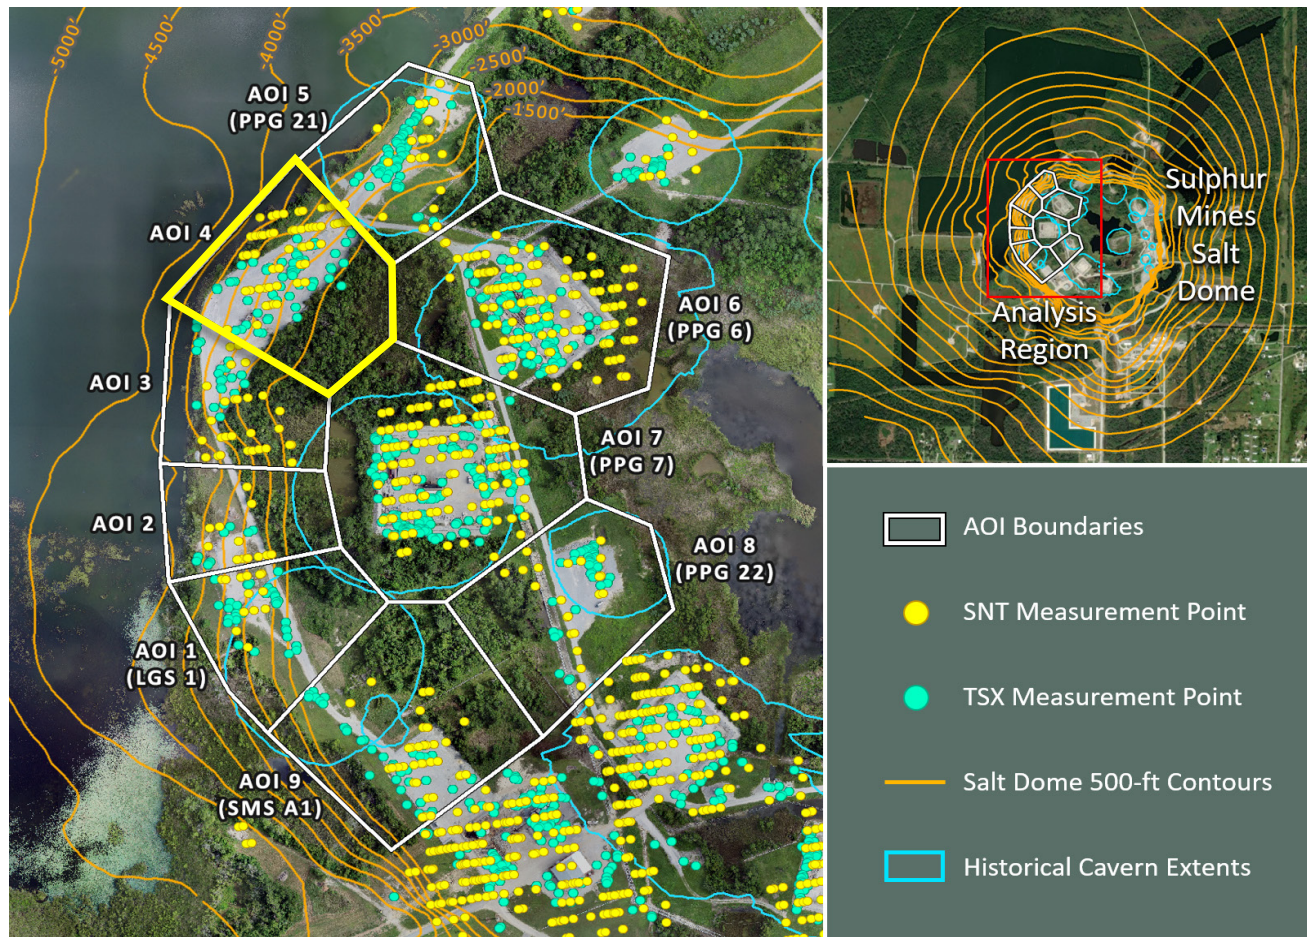 -5000'
-4500'
-4000'
-3500'
-3000'
-2500'
-2000'
-1500'
AOI 5
(PPG 21)
AOI 4
AOI 3
AOI 2
AOI 1
(LGS 1)
AOI 9
(SMS A1)
AOI 6
(PPG 6)
AOI 7
(PPG 7)
AOI 8
(PPG 22)
Sulphur
Mines
Salt
Dome
Analysis
Region
AOI Boundaries
SNT Measurement Point
TSX Measurement Point
Salt Dome 500-ft Contours
Historical Cavern Extents